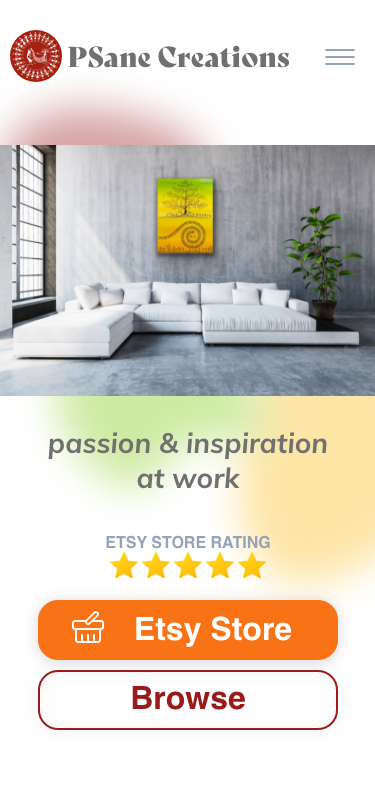 PSane Creations
passion & inspiration
at work
ETSY STORE RATING
Etsy Store
Browse